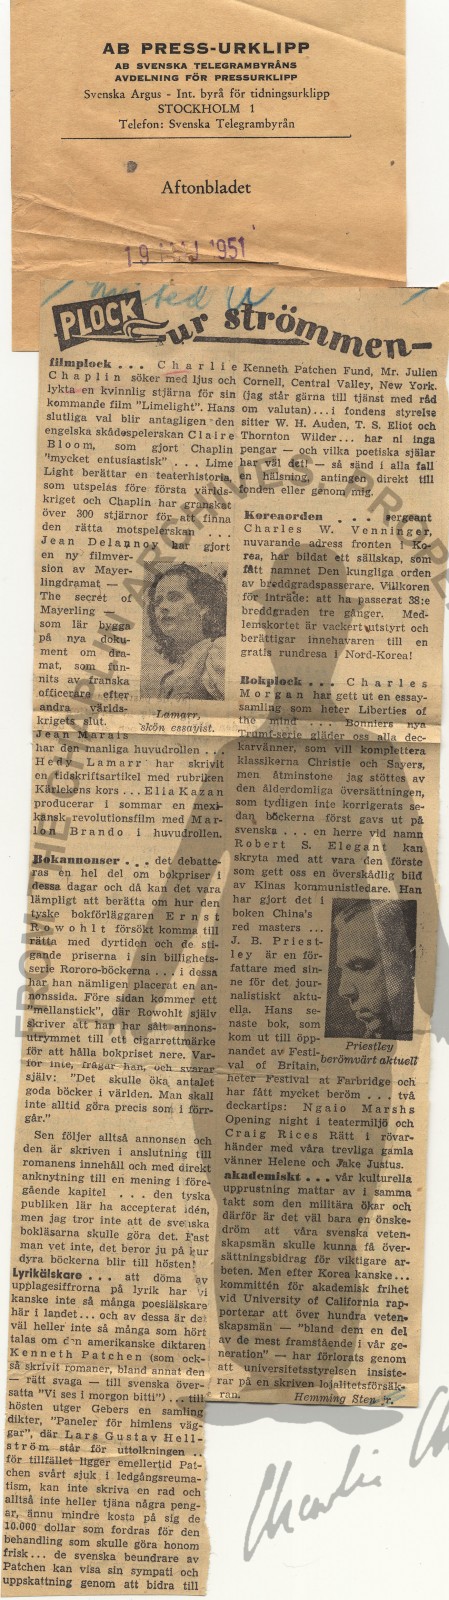 AB PRESS-URKLIPP
AB SVENSKA TELEGRAMBYRÅNS
AVDELNING FÖR PRESSURKLIPP
Svenska Argus - Int. byrå för tidningsurklipp
STOCKHOLM 1
Telefon: Svenska Telegrambyrån
Aftonbladet
19 1951
United
PLOCK ur strömmen—
filmplock ... Charlie
Chaplin söker med ljus och
lykta en kvinnlig stjärna för sin
kommande film "Limelight". Hans
slutliga val blir antagligen den
engelska skådespelerskan Claire
Bloom, som gjort Chaplin
"mycket entusiastisk" ... Lime
Light berättar en teaterhistoria
som utspelas före första världs-
kriget och Chaplin har granskat
över 300 stjärnor för att finna
den rätta motspelerskan ...
Jean Delannoy har gjort
en ny filmver-
sion av Mayer-
lingdramat —
The secret of
Mayerling —
som lär bygga
på nya doku-
ment om dra-
mat, som run-
nits av franska
officerare efter
andra världs-
krigets slut.
Jean Marais
har den manliga huvudrollen ...
Hedy Lamarr har skrivit
en tidskriftsartikel med rubriken
Kärlekens kors ... Elia Kazan
producerar i sommar en mexi-
kansk revolutionsfilm med Mar-
lon Brando i huvudrollen.
Lamarr,
skön essayist.
Bokannonser ... det debatte-
ras en hel del om bokpriser i
dessa dagar och då kan det vara
lämpligt att berätta om hur den
tyske bokförläggaren Ernst
Rowohlt försökt komma till
rätta med dyrtiden och de sti-
gande priserna i sin billighets-
serie Rororo-böckerna ... i dessa
har han nämligen placerat en an-
nonssida. Före sidan kommer ett
"mellanstick", där Rowohlt själv
skriver att han har sålt annons-
utrymmet till ett cigarrettmärke
för att hålla bokpriset nere. Var-
för inte, frågar han, och svarar
själv: "Det skulle öka antalet
goda böcker i världen. Man skall
inte alltid göra precis som i förr-
går."
Sen följer alltså annonsen och
den är skriven i anslutning till
romanens innehåll och med direkt
anknytning till en mening i före-
gående kapitel ... den tyska
publiken lär ha accepterat idén,
men jag tror inte att de svenska
bokläsarna skulle göra det. Fast
man vet inte, det beror ju på hur
dyra böckerna blir till hösten!
Lyrikälskare ... att döma av
upplagesiffrorna på lyrik har vi
kanske inte så många poesiälskare
här i landet...och av dessa är det
väl heller inte så många som hört
talas om den amerikanske diktaren
Kenneth Patchen (som ock-
så skrivit romaner, bland annat den
— rätt svaga — till svenska över-
satta "Vi ses i morgon bitti")... till
hösten utger Gebers en samling
dikter, "Paneler för himlens väg-
gar", där Lars Gustav Hell-
ström står för uttolkningen ..
för tillfället ligger emellertid Pat-
chen svårt sjuk i ledgångsreuma-
tism, kan inte skriva en rad och
alltså inte heller tjäna några peng-
ar, ännu mindre kosta på sig de
10.000 dollar som fordras för den
behandling som skulle göra honom
frisk... de svenska beundrare av
Patchen kan visa sin sympati och
uppskattning genom att bidra till
Kenneth Patchen Fund, Mr. Julien
Cornell, Central Valley, New York.
(jag står gärna till tjänst med råd
om valutan)...i fondens styrelse
sitter W. H. Auden, T. S. Eliot och
Thornton Wilder... har ni inga
pengar — och vilka poetiska själar
har väl det! — så sänd i alla fall
en hälsning, antingen direkt till
fonden eller genom mig.
Koreaorden ... sergeant
Charles W. Venninger,
nuvarande adress fronten i Ko-
rea, har bildat ett sällskap, som
fått namnet Den kungliga orden
av breddgradspasserare. Villkoren
för inträde: att ha passerat 38:e
breddgraden tre gånger. Med-
lemskortet är vackert utstyrt och
berättigar innehavaren till en
gratis rundresa i Nord-Korea!
Bokplock ... Charles
Morgan har gett ut en essay-
samling som heter Liberties of
the mind ... Bonniers nya
Trumf-serie gläder oss alla dec-
karvänner, som vill komplettera
klassikerna Christie och Sayers,
men åtminstone jag stöttes av
den ålderdomliga översättningen,
som tydligen inte korrigerats se-
dan böckerna först gavs ut på
svenska ... en herre vid namn
Robert S. Elegant kan
skryta med att vara den förste
som gett oss en överskådlig bild
av Kinas kommunistledare. Han
har gjort det i
boken China's
red masters ...
J. B. Priest-
ley är en för-
fattare med sin-
ne för det jour-
nalistiskt aktu-
ella. Hans se-
naste bok, som
kom ut till öpp-
nandet av Festi-
val of Britain,
heter Festival at Farbridge och
har fått mycket beröm ... två
deckartips: Ngaio Marshs
Opening night i teatermiljö och
Craig Rices Rätt i rövar-
händer med våra trevliga gamla
vänner Helene och Jake Justus.
Priestley
berömvärt aktuell
akademiskt ... vår kulturella
upprustning mattar av i samma
takt som den militära ökar och
därför är det väl bara en önske-
dröm att våra svenska veten-
skapsmän skulle kunna få över-
sättningsbidrag för viktigare ar-
beten. Men efter Korea kanske...
kommittén för akademisk frihet
vid University of California rap-
porterar att över hundra veten-
skapsmän — "bland dem en del
av de mest framstående i vår ge-
neration" — har förlorats genom
att universitetsstyrelsen insiste-
rar på en skriven lojalitetsförsäk-
ran.
Hemming Sten jr.
FROM THE CHAPLIN ARCHIVES
Charlie